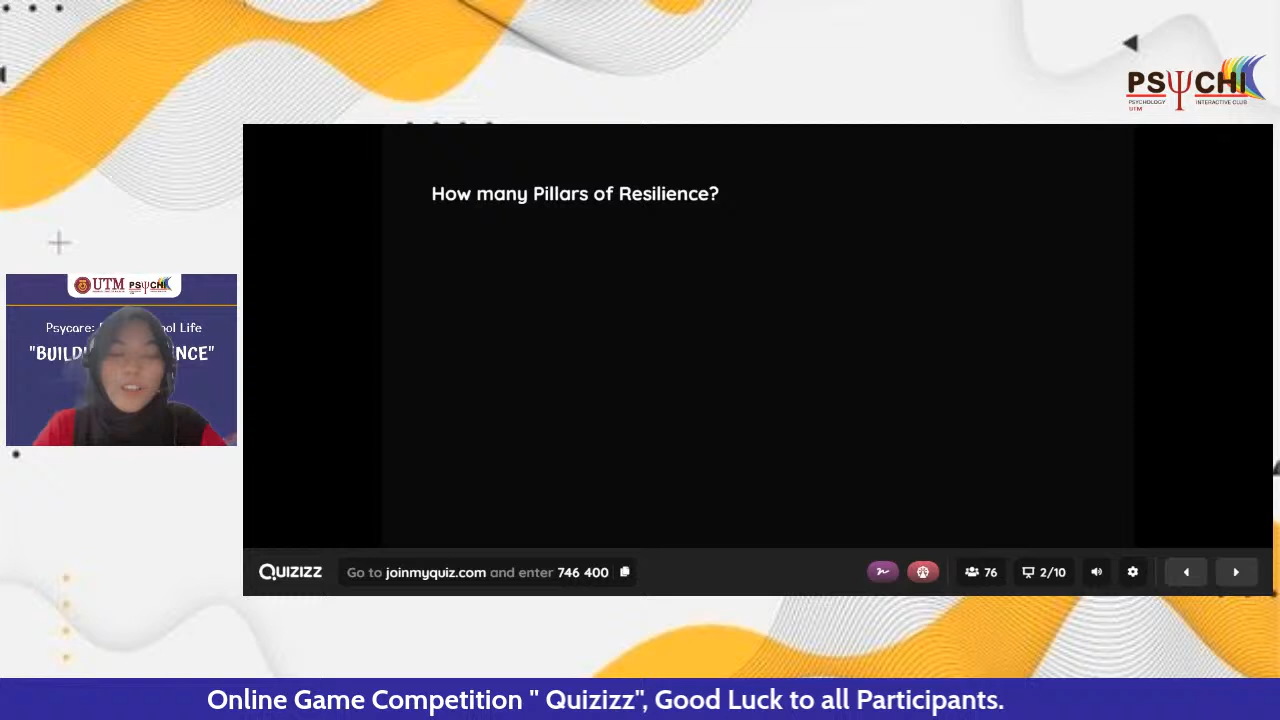 PSYCHI
PSYCHOLOGY INTERACTIVE CLUB
UTM
How many Pillars of Resilience?
UTM PSYCHI
Psycare: ool Life
"BUILD NCE"
Quizizz Go to joinmyquiz.com and enter 746 400 76 2/10
Online Game Competition " Quizizz", Good Luck to all Participants.